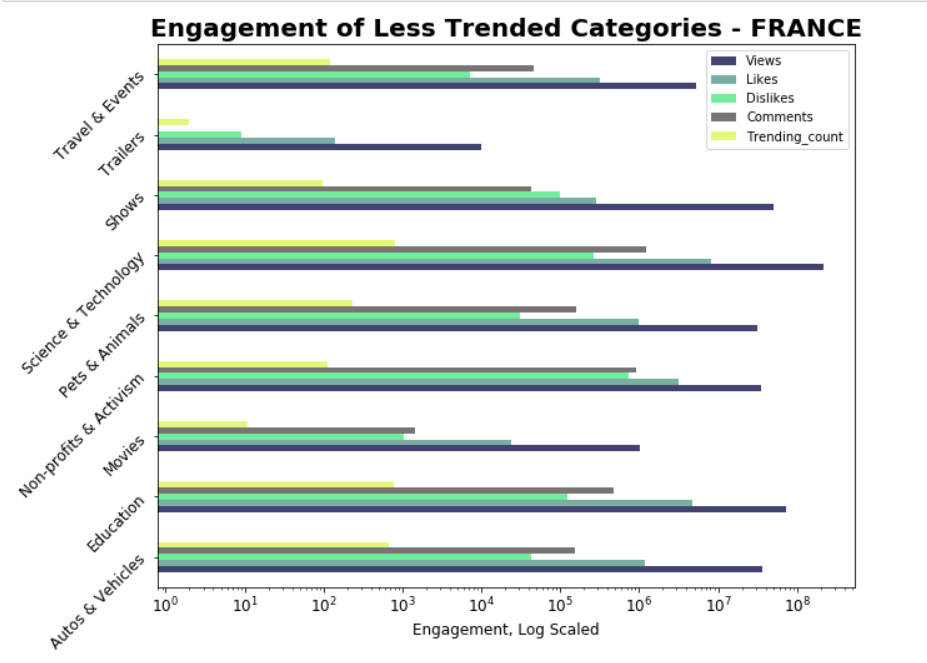 Engagement of Less Trended Categories - FRANCE
Views
Likes
Dislikes
Comments
Trending_count
Travel & Events
Trailers
Shows
Science & Technology
Pets & Animals
Non-profits & Activism
Movies
Education
Autos & Vehicles
10⁰ 10¹ 10² 10³ 10⁴ 10⁵ 10⁶ 10⁷ 10⁸
Engagement, Log Scaled